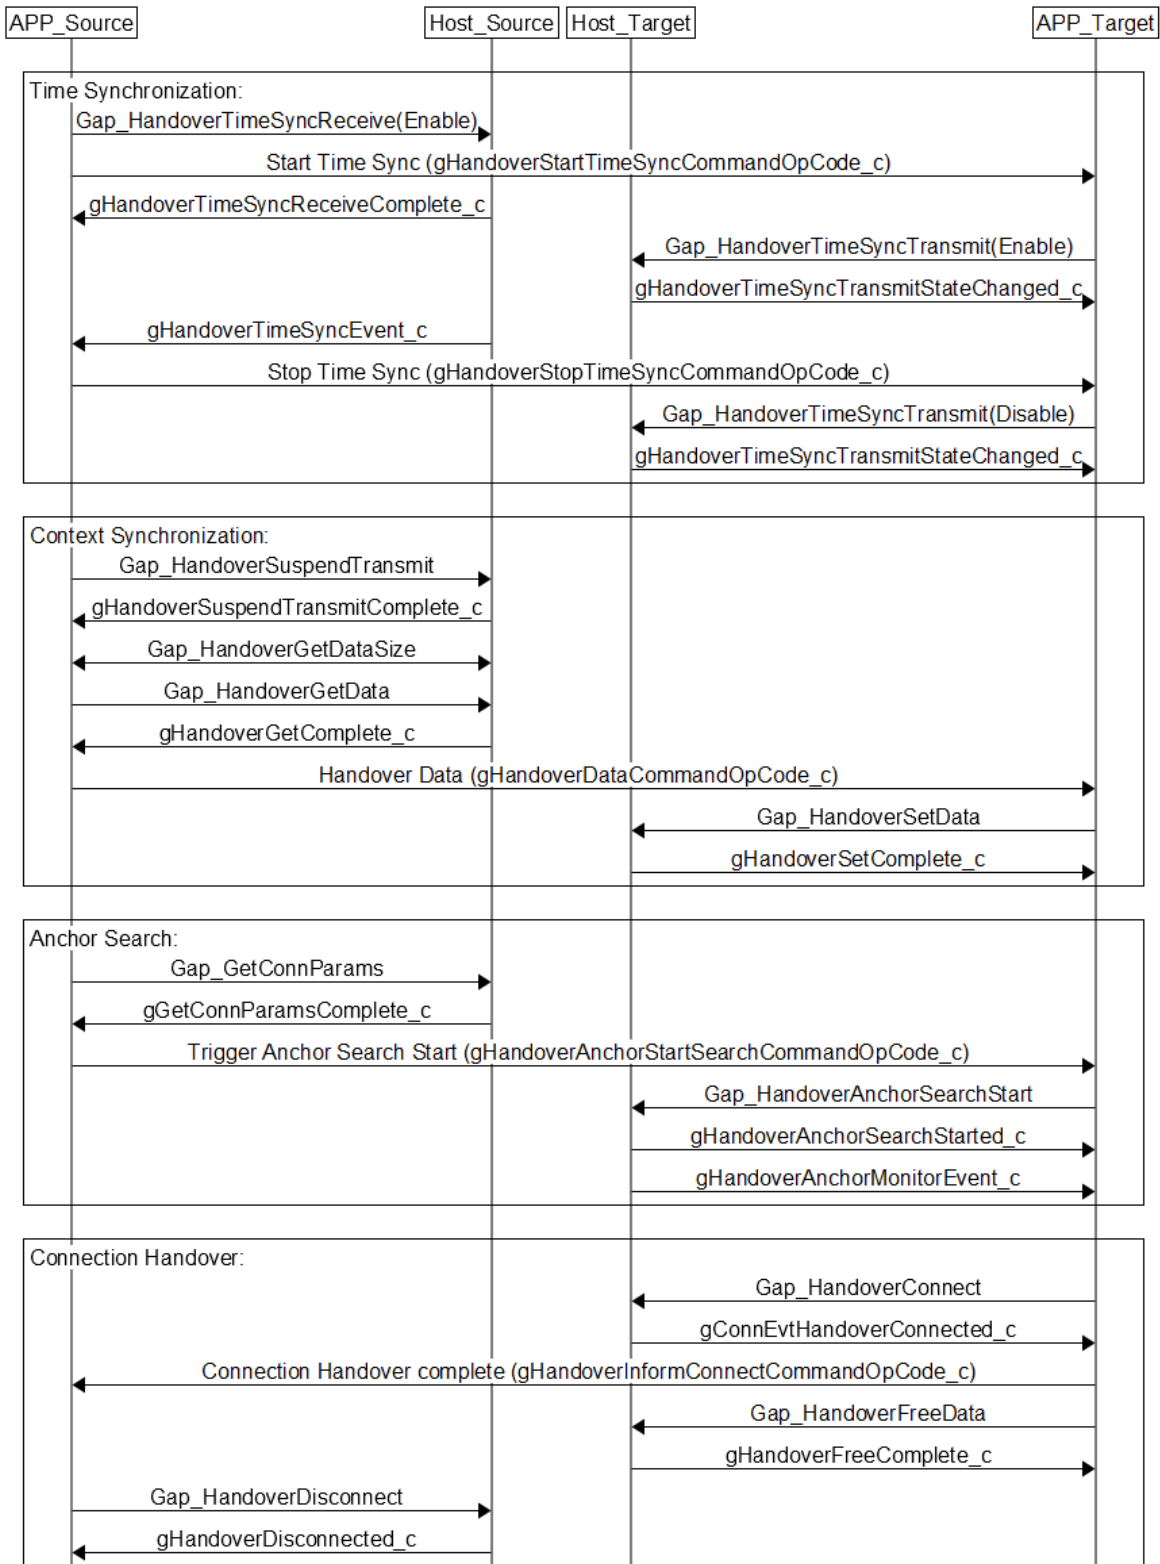 APP_Source
Host_Source
Host_Target
APP_Target
Time Synchronization:
Gap_HandoverTimeSyncReceive(Enable)
Start Time Sync (gHandoverStartTimeSyncCommandOpCode_c)
gHandoverTimeSyncReceiveComplete_c
Gap_HandoverTimeSyncTransmit(Enable)
gHandoverTimeSyncTransmitStateChanged_c
gHandoverTimeSyncEvent_c
Stop Time Sync (gHandoverStopTimeSyncCommandOpCode_c)
Gap_HandoverTimeSyncTransmit(Disable)
gHandoverTimeSyncTransmitStateChanged_c
Context Synchronization:
Gap_HandoverSuspendTransmit
gHandoverSuspendTransmitComplete_c
Gap_HandoverGetDataSize
Gap_HandoverGetData
gHandoverGetComplete_c
Handover Data (gHandoverDataCommandOpCode_c)
Gap_HandoverSetData
gHandoverSetComplete_c
Anchor Search:
Gap_GetConnParams
gGetConnParamsComplete_c
Trigger Anchor Search Start (gHandoverAnchorStartSearchCommandOpCode_c)
Gap_HandoverAnchorSearchStart
gHandoverAnchorSearchStarted_c
gHandoverAnchorMonitorEvent_c
Connection Handover:
Gap_HandoverConnect
gConnEvtHandoverConnected_c
Connection Handover complete (gHandoverInformConnectCommandOpCode_c)
Gap_HandoverFreeData
gHandoverFreeComplete_c
Gap_HandoverDisconnect
gHandoverDisconnected_c